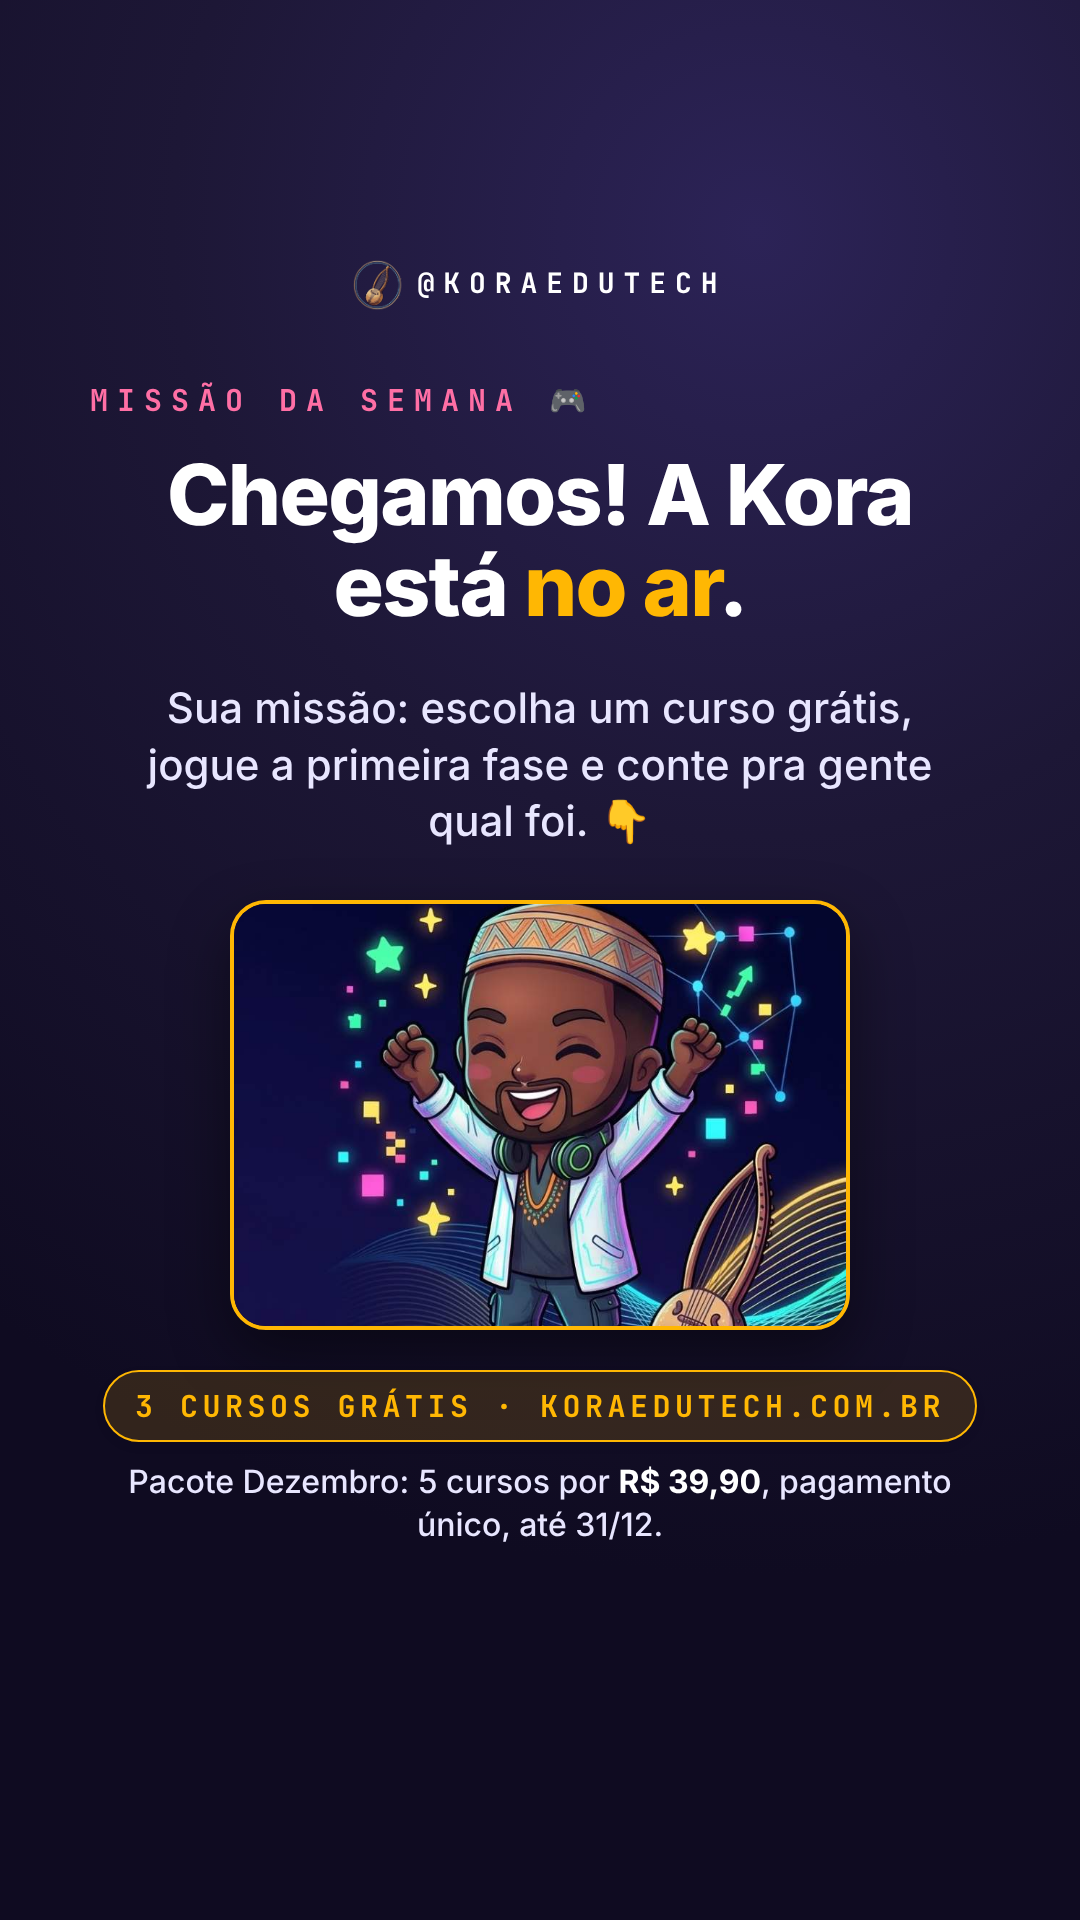 @KORAEDUTECH
MISSÃO DA SEMANA 🎮
Chegamos! A Kora
está no ar.
Sua missão: escolha um curso grátis,
jogue a primeira fase e conte pra gente
qual foi. 👇
3 CURSOS GRÁTIS · KORAEDUTECH.COM.BR
Pacote Dezembro: 5 cursos por R$ 39,90, pagamento
único, até 31/12.